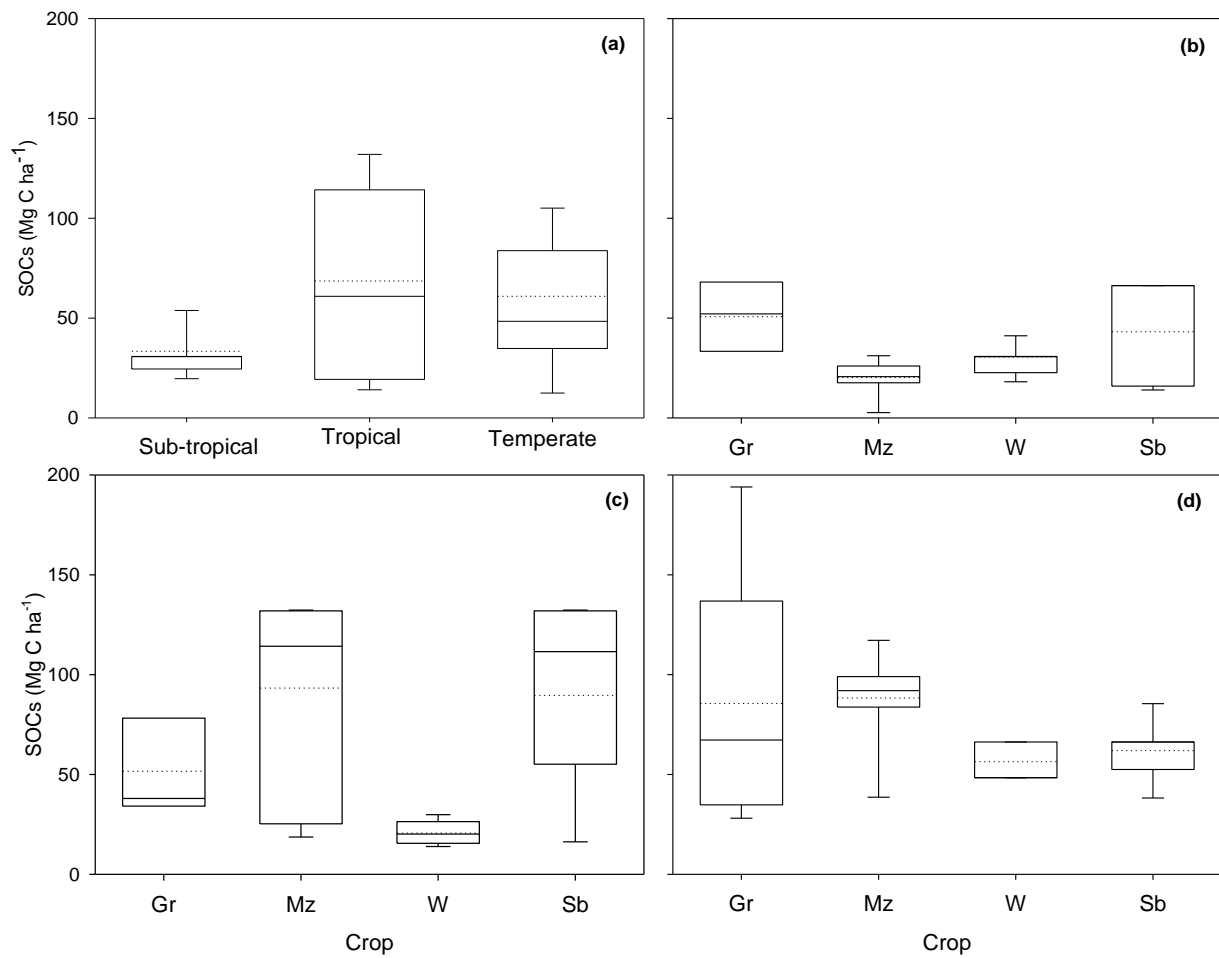 200
150
100
50
0
SOCs (Mg C ha⁻¹)
(a)
Sub-tropical Tropical Temperate
(b)
Gr Mz W Sb
200
150
100
50
0
SOCs (Mg C ha⁻¹)
(c)
Gr Mz W Sb
Crop
(d)
Gr Mz W Sb
Crop